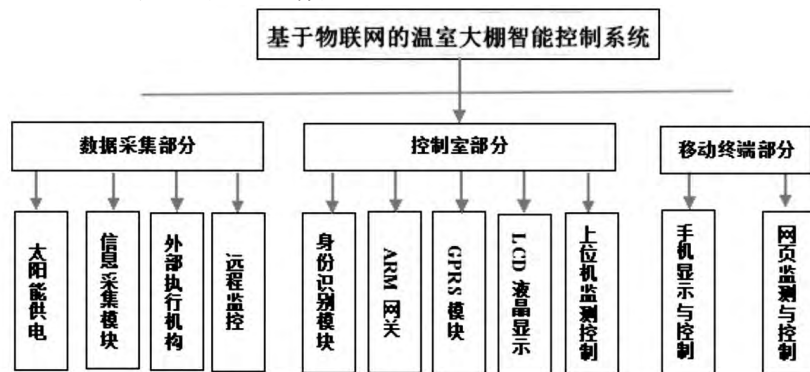 基于物联网的温室大棚智能控制系统
数据采集部分
控制室部分
移动终端部分
太阳能供电
信息采集模块
外部执行机构
远程监控
身份识别模块
ARM 网关
GPRS 模块
LCD 液晶显示
上位机监测控制
手机显示与控制
网页监测与控制